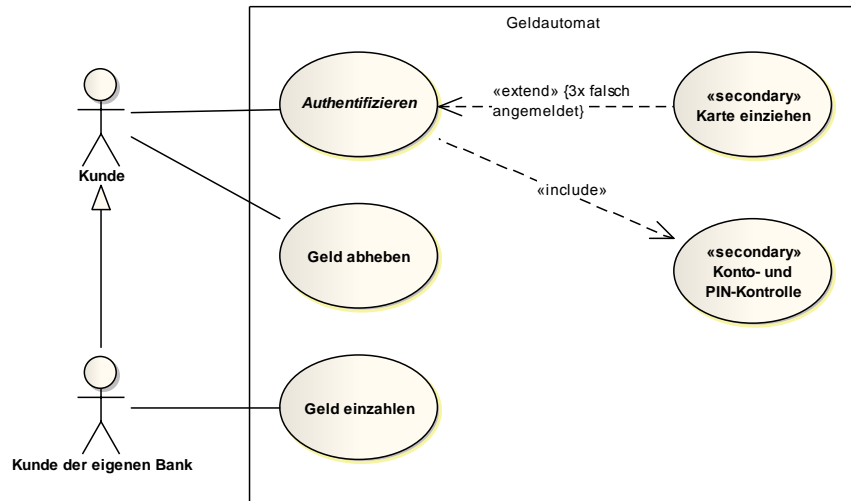 Geldautomat
Kunde
Authentifizieren
«extend» {3x falsch
angemeldet}
«secondary»
Karte einziehen
«include»
Geld abheben
«secondary»
Konto- und
PIN-Kontrolle
Kunde der eigenen Bank
Geld einzahlen